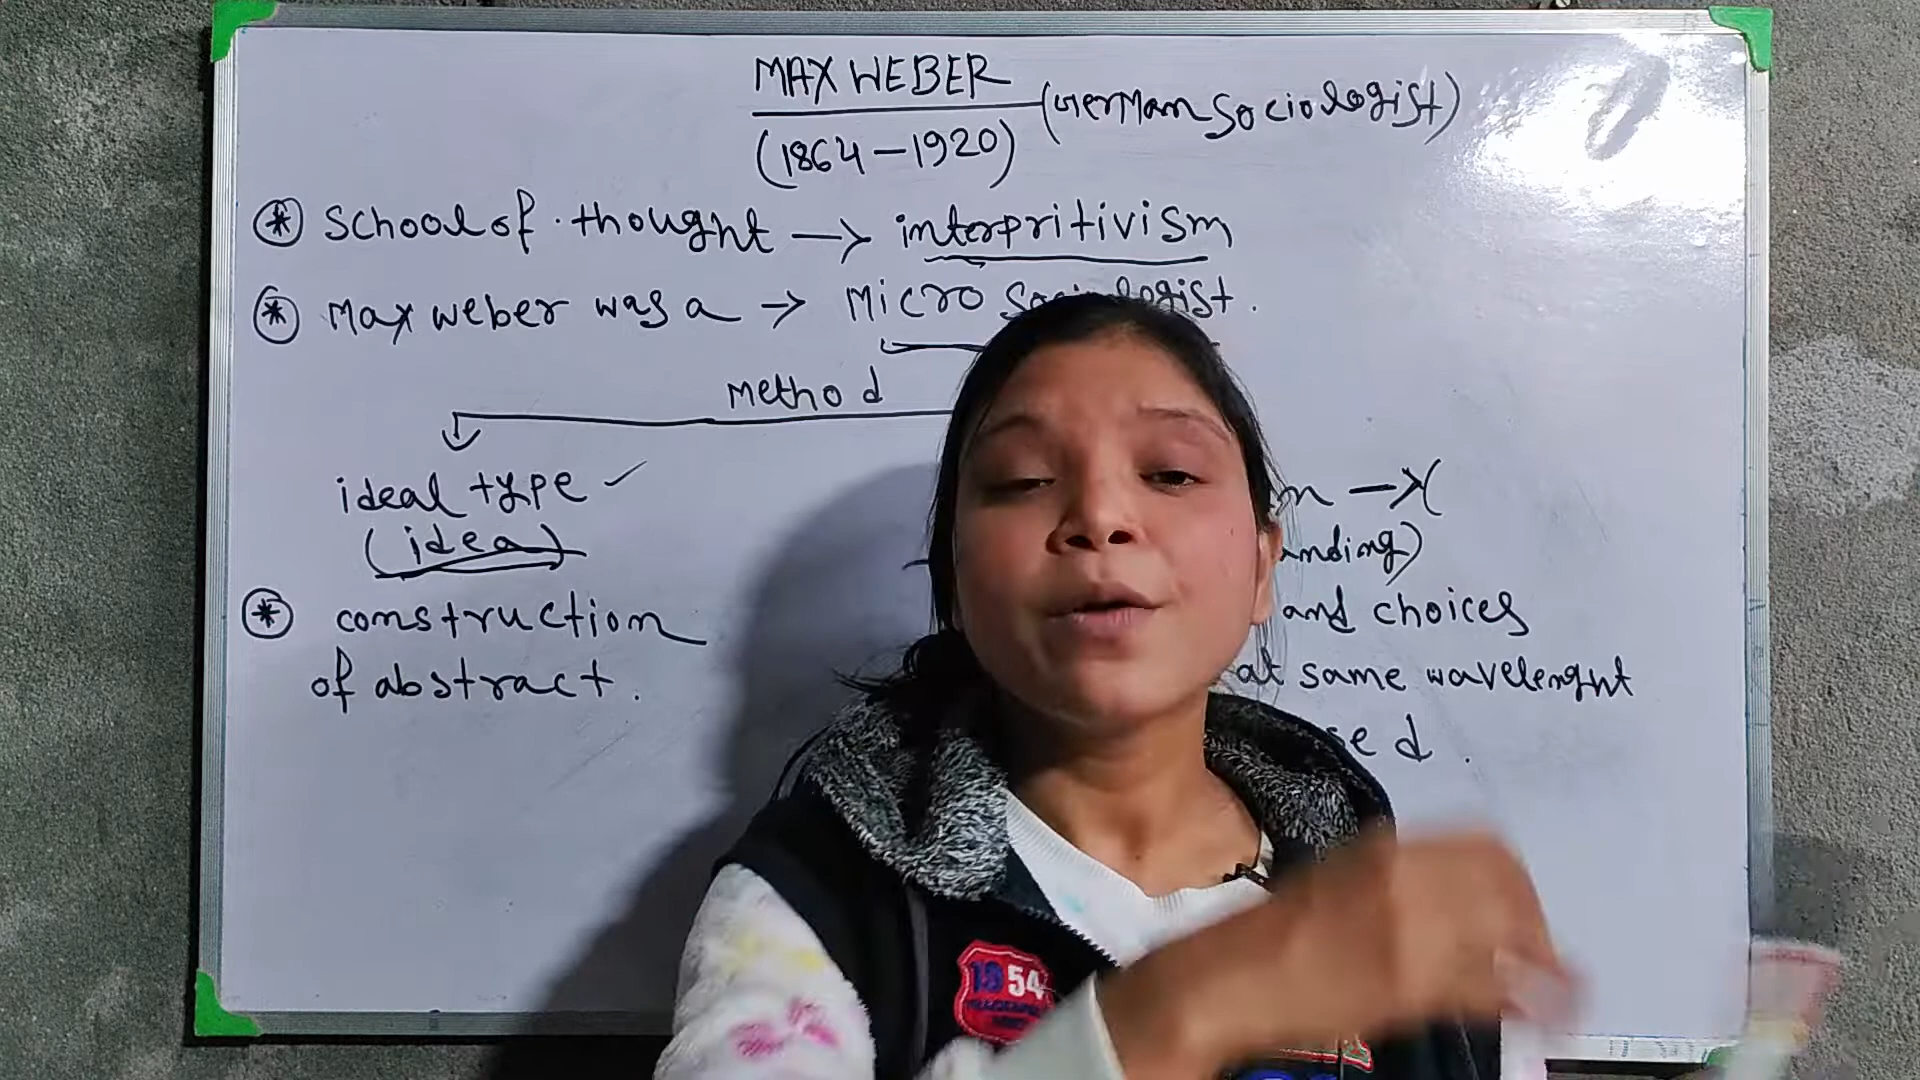 MAX WEBER
(German Sociologist)
(1864-1920)
* School of thought → interpritivism
* Max weber was a → Micro Sociologist.
Method
ideal type ✓
(idea)
* construction
of abstract.
and choices
at same wavelenght
1954